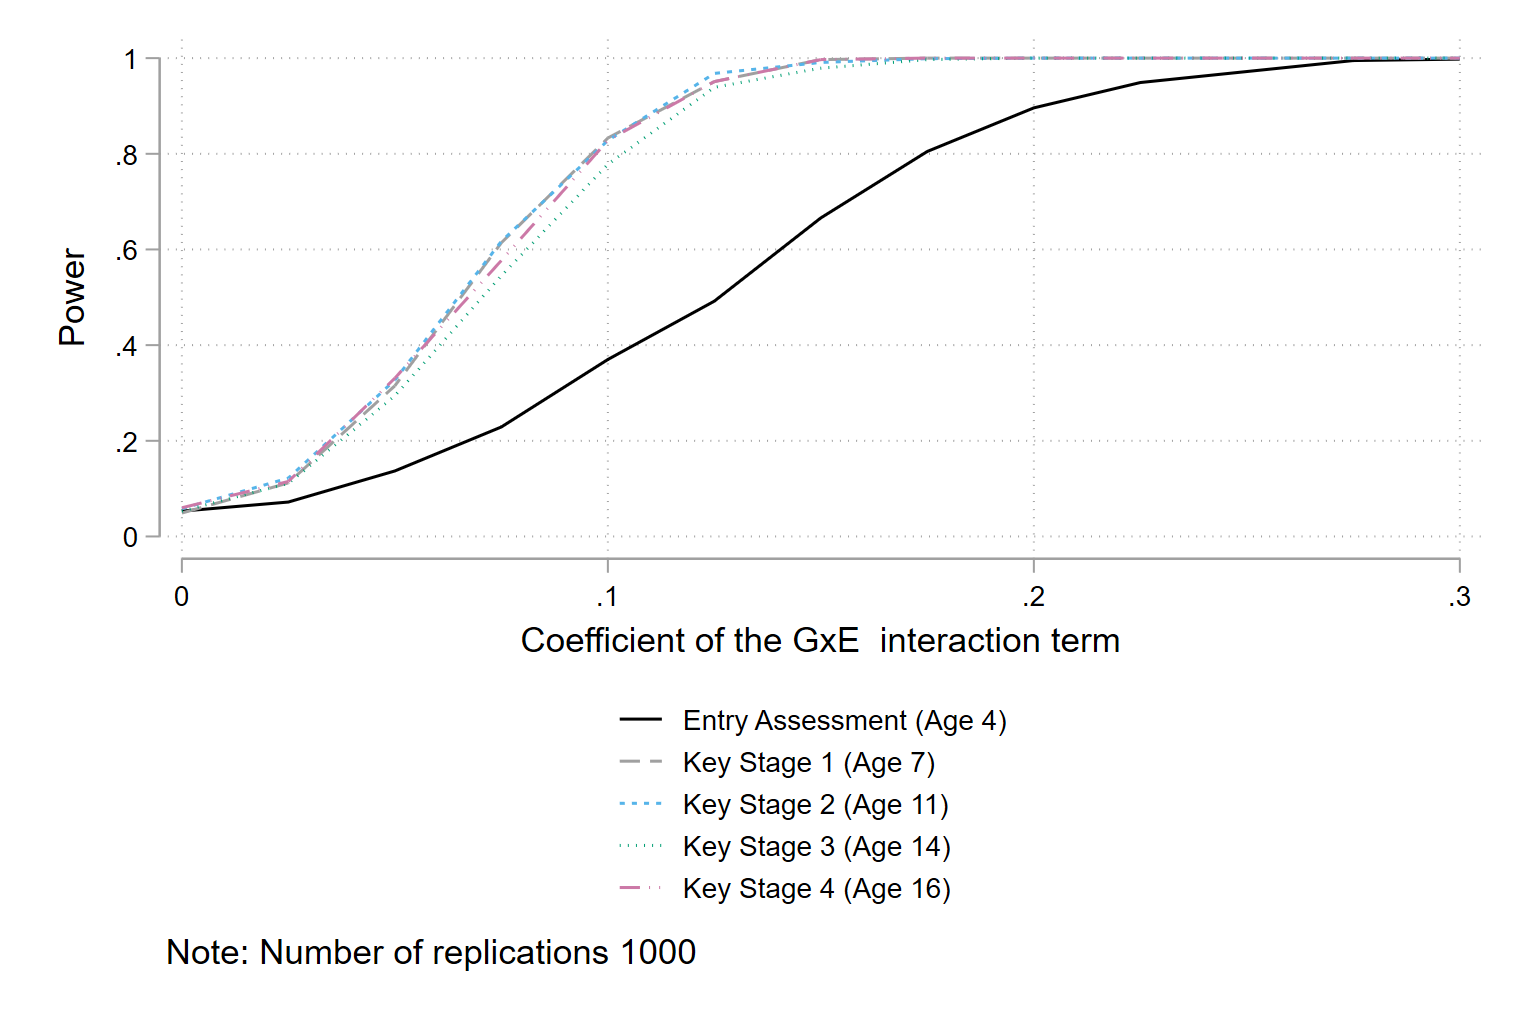 1
.8
.6
.4
.2
0
Power
0 .1 .2 .3
Coefficient of the GxE  interaction term
Entry Assessment (Age 4)
Key Stage 1 (Age 7)
Key Stage 2 (Age 11)
Key Stage 3 (Age 14)
Key Stage 4 (Age 16)
Note: Number of replications 1000